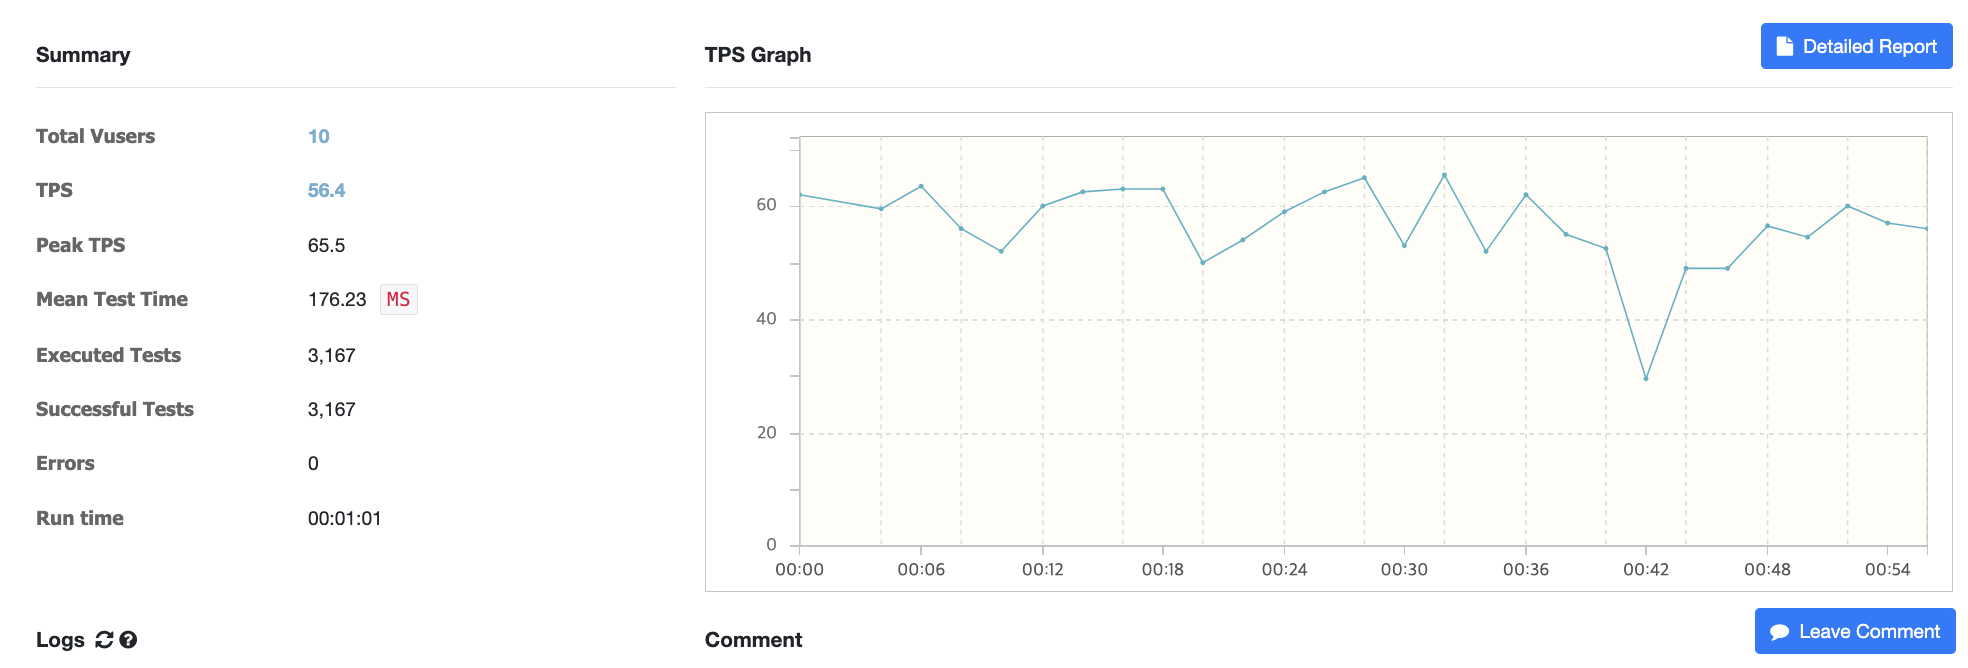 Summary
Total Vusers 10
TPS 56.4
Peak TPS 65.5
Mean Test Time 176.23 MS
Executed Tests 3,167
Successful Tests 3,167
Errors 0
Run time 00:01:01
Logs
TPS Graph
Detailed Report
60
40
20
0
00:00 00:06 00:12 00:18 00:24 00:30 00:36 00:42 00:48 00:54
Comment
Leave Comment